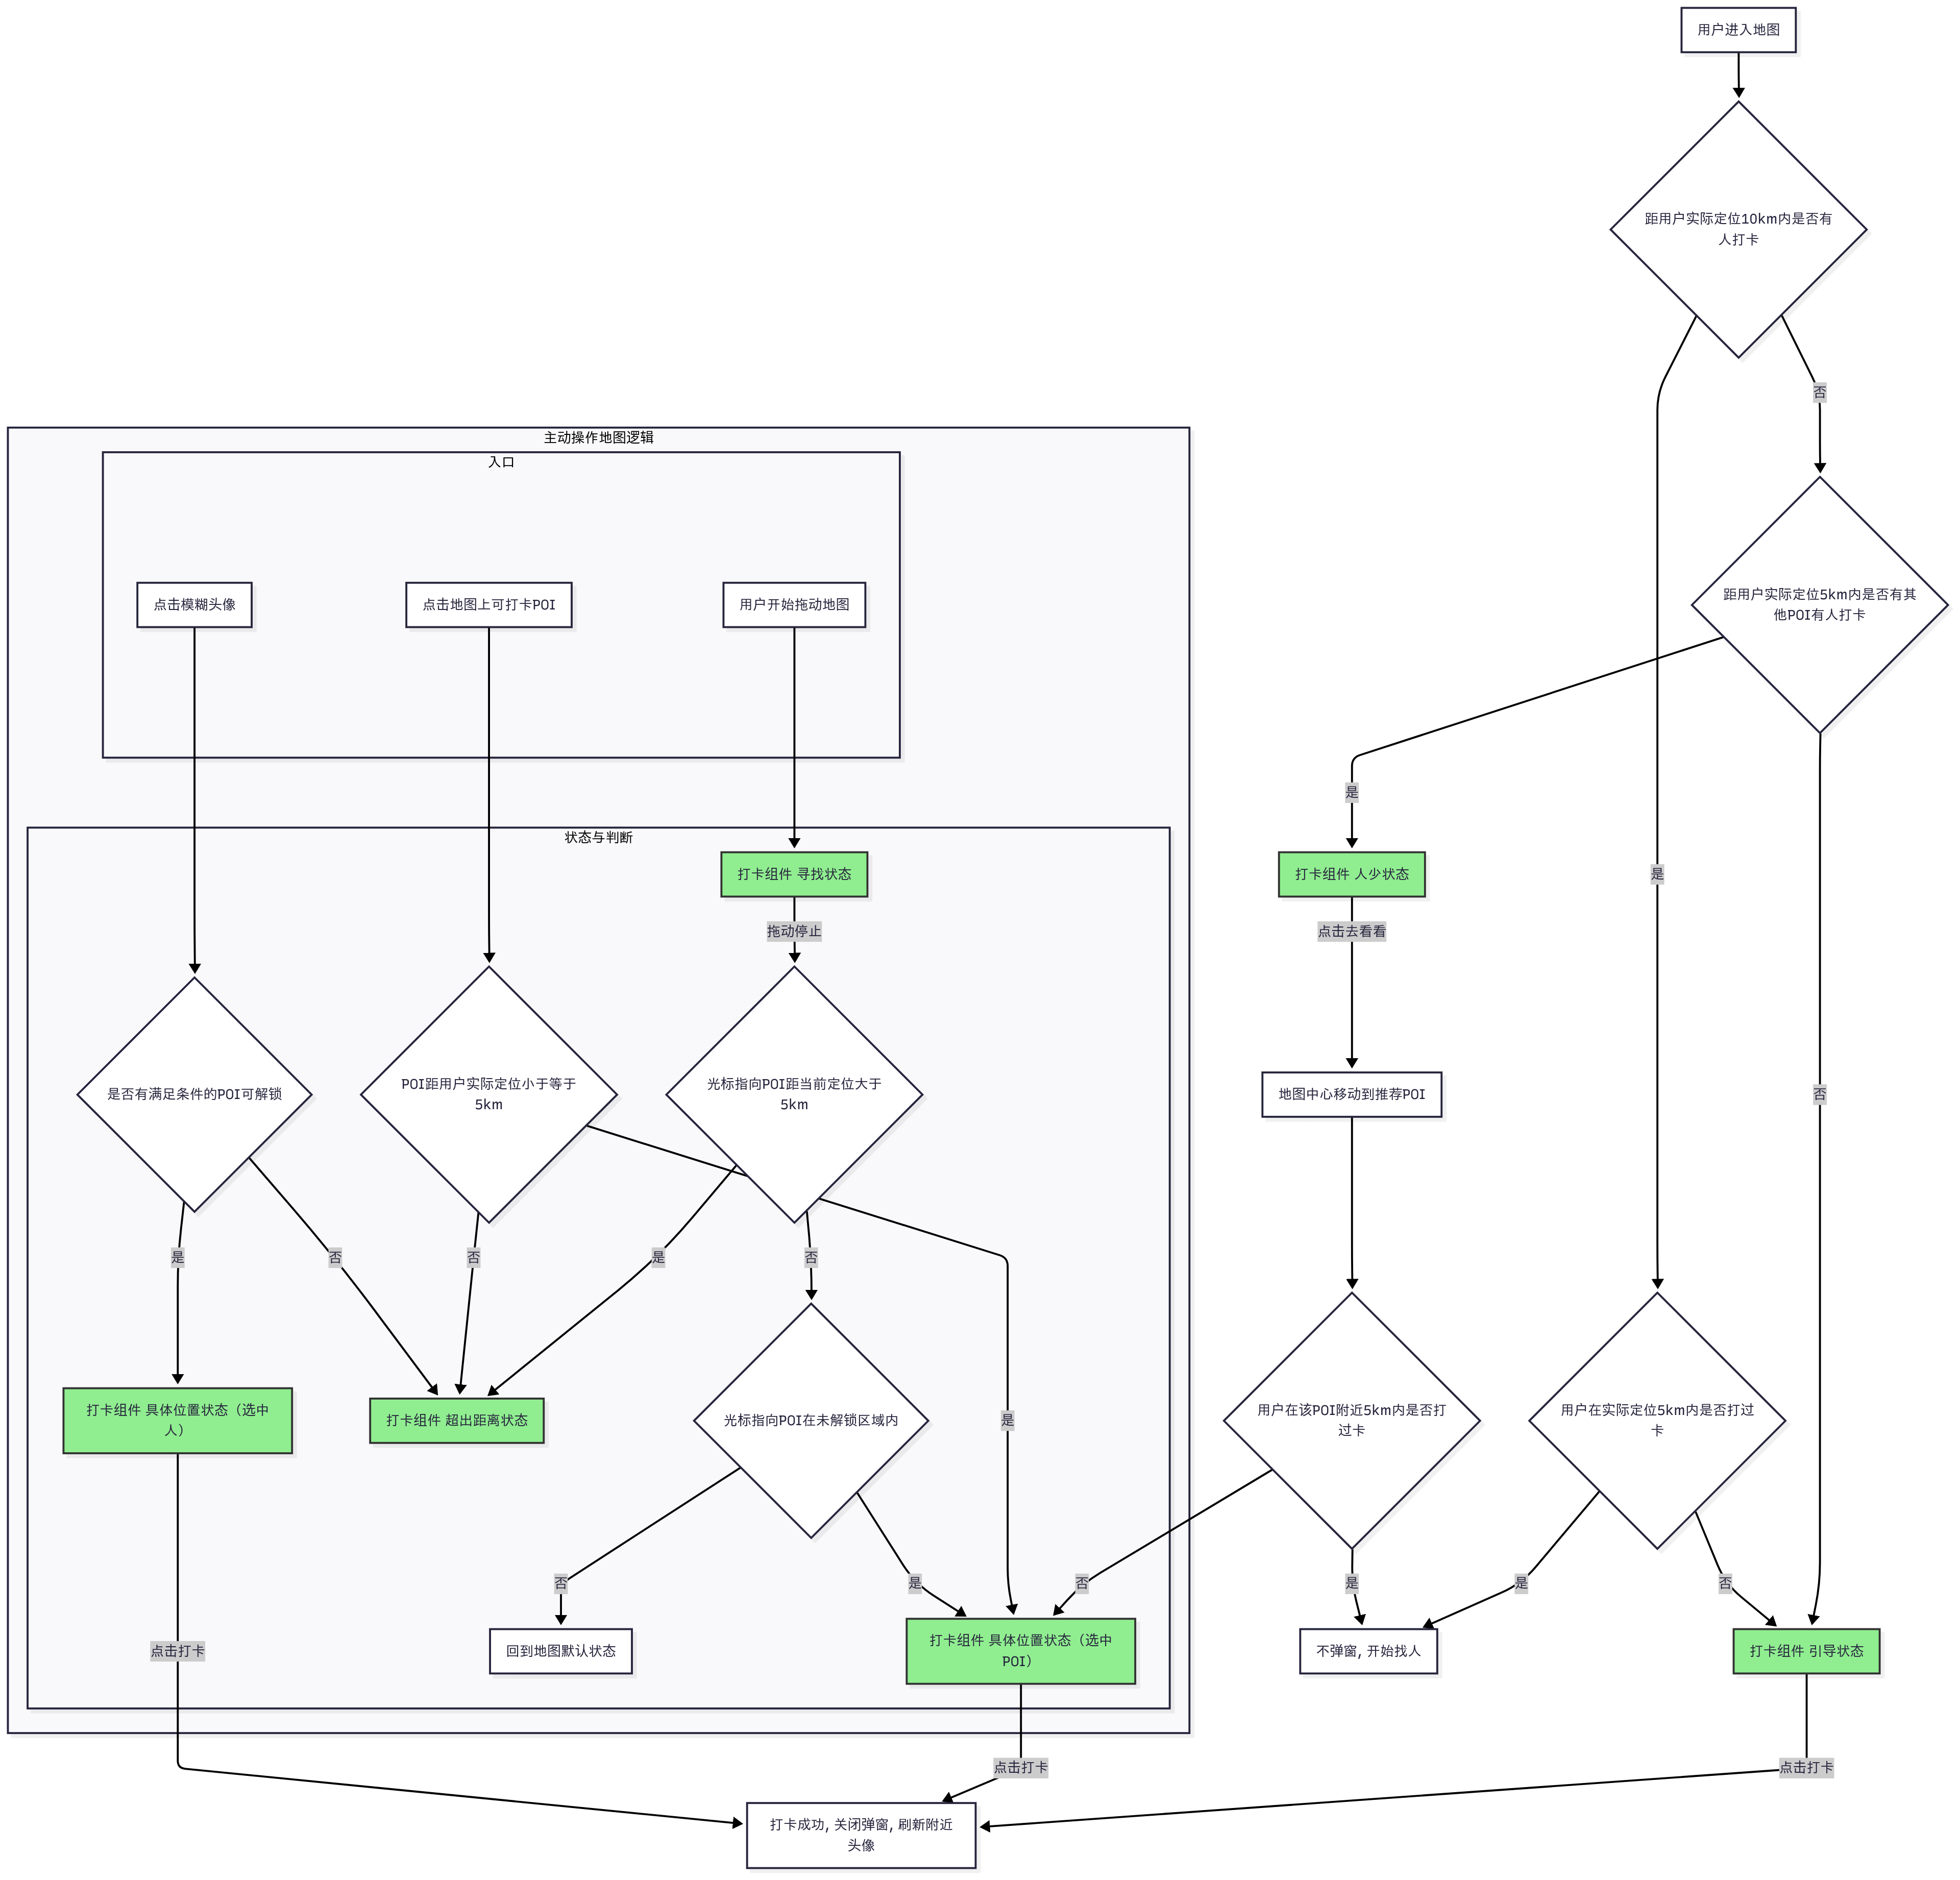 用户进入地图
距用户实际定位10km内是否有
人打卡
否
主动操作地图逻辑
入口
点击模糊头像
点击地图上可打卡POI
用户开始拖动地图
距用户实际定位5km内是否有其
他POI有人打卡
是
状态与判断
打卡组件 寻找状态
打卡组件 人少状态
是
拖动停止
点击去看看
是否有满足条件的POI可解锁
POI距用户实际定位小于等于
5km
光标指向POI距当前定位大于
5km
地图中心移动到推荐POI
否
是
否
否
是
否
打卡组件 具体位置状态（选中
人）
打卡组件 超出距离状态
光标指向POI在未解锁区域内
是
用户在该POI附近5km内是否打
过卡
用户在实际定位5km内是否打过
卡
否
是
否
是
是
否
点击打卡
回到地图默认状态
打卡组件 具体位置状态（选中
POI）
不弹窗, 开始找人
打卡组件 引导状态
点击打卡
点击打卡
打卡成功, 关闭弹窗, 刷新附近
头像